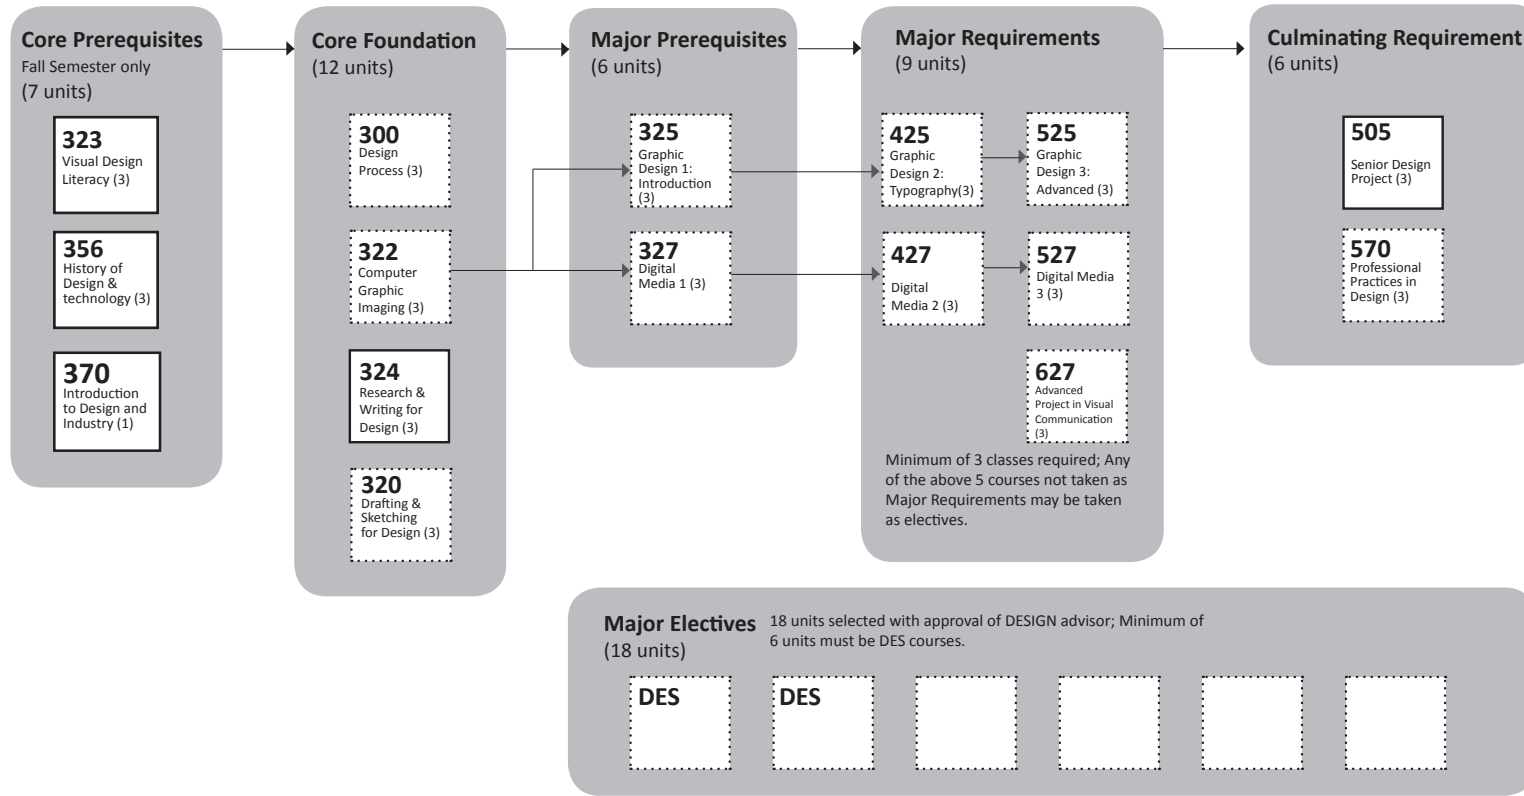 Core Prerequisites
Fall Semester only
(7 units)
323
Visual Design
Literacy (3)
356
History of
Design &
technology (3)
370
Introduction
to Design and
Industry (1)
Core Foundation
(12 units)
300
Design
Process (3)
322
Computer
Graphic
Imaging (3)
324
Research &
Writing for
Design (3)
320
Drafting &
Sketching
for Design (3)
Major Prerequisites
(6 units)
325
Graphic
Design 1:
Introduction
(3)
327
Digital
Media 1 (3)
Major Requirements
(9 units)
425
Graphic
Design 2:
Typography(3)
525
Graphic
Design 3:
Advanced (3)
427
Digital
Media 2 (3)
527
Digital Media
3 (3)
627
Advanced
Project in Visual
Communication
(3)
Minimum of 3 classes required; Any
of the above 5 courses not taken as
Major Requirements may be taken
as electives.
Culminating Requirement
(6 units)
505
Senior Design
Project (3)
570
Professional
Practices in
Design (3)
Major Electives
(18 units)
18 units selected with approval of DESIGN advisor; Minimum of
6 units must be DES courses.
DES
DES